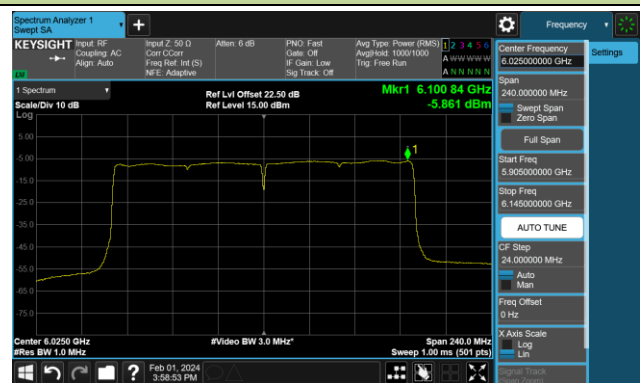 Spectrum Analyzer 1
Swept SA
Frequency
KEYSIGHT
Input: RF
Coupling: AC
Align: Auto
Input Z: 50 Ω
Corr CCorr
Freq Ref: Int (S)
NFE: Adaptive
Atten: 6 dB
PNO: Fast
Gate: Off
IF Gain: Low
Sig Track: Off
Avg Type: Power (RMS)
Avg|Hold: 1000/1000
Trig: Free Run
1 2 3 4 5 6
A W W W W W
A N N N N N
LW
1 Spectrum
Scale/Div 10 dB
Log
Ref Lvl Offset 22.50 dB
Ref Level 15.00 dBm
Mkr1 6.100 84 GHz
-5.861 dBm
5.00
-5.00
-15.0
-25.0
-35.0
-45.0
-55.0
-65.0
-75.0
1
Center 6.0250 GHz
#Res BW 1.0 MHz
#Video BW 3.0 MHz*
Span 240.0 MHz
Sweep 1.00 ms (501 pts)
Feb 01, 2024
3:58:53 PM
Center Frequency
6.025000000 GHz
Settings
Span
240.000000 MHz
Swept Span
Zero Span
Full Span
Start Freq
5.905000000 GHz
Stop Freq
6.145000000 GHz
AUTO TUNE
CF Step
24.000000 MHz
Auto
Man
Freq Offset
0 Hz
X Axis Scale
Log
Lin
Signal Track